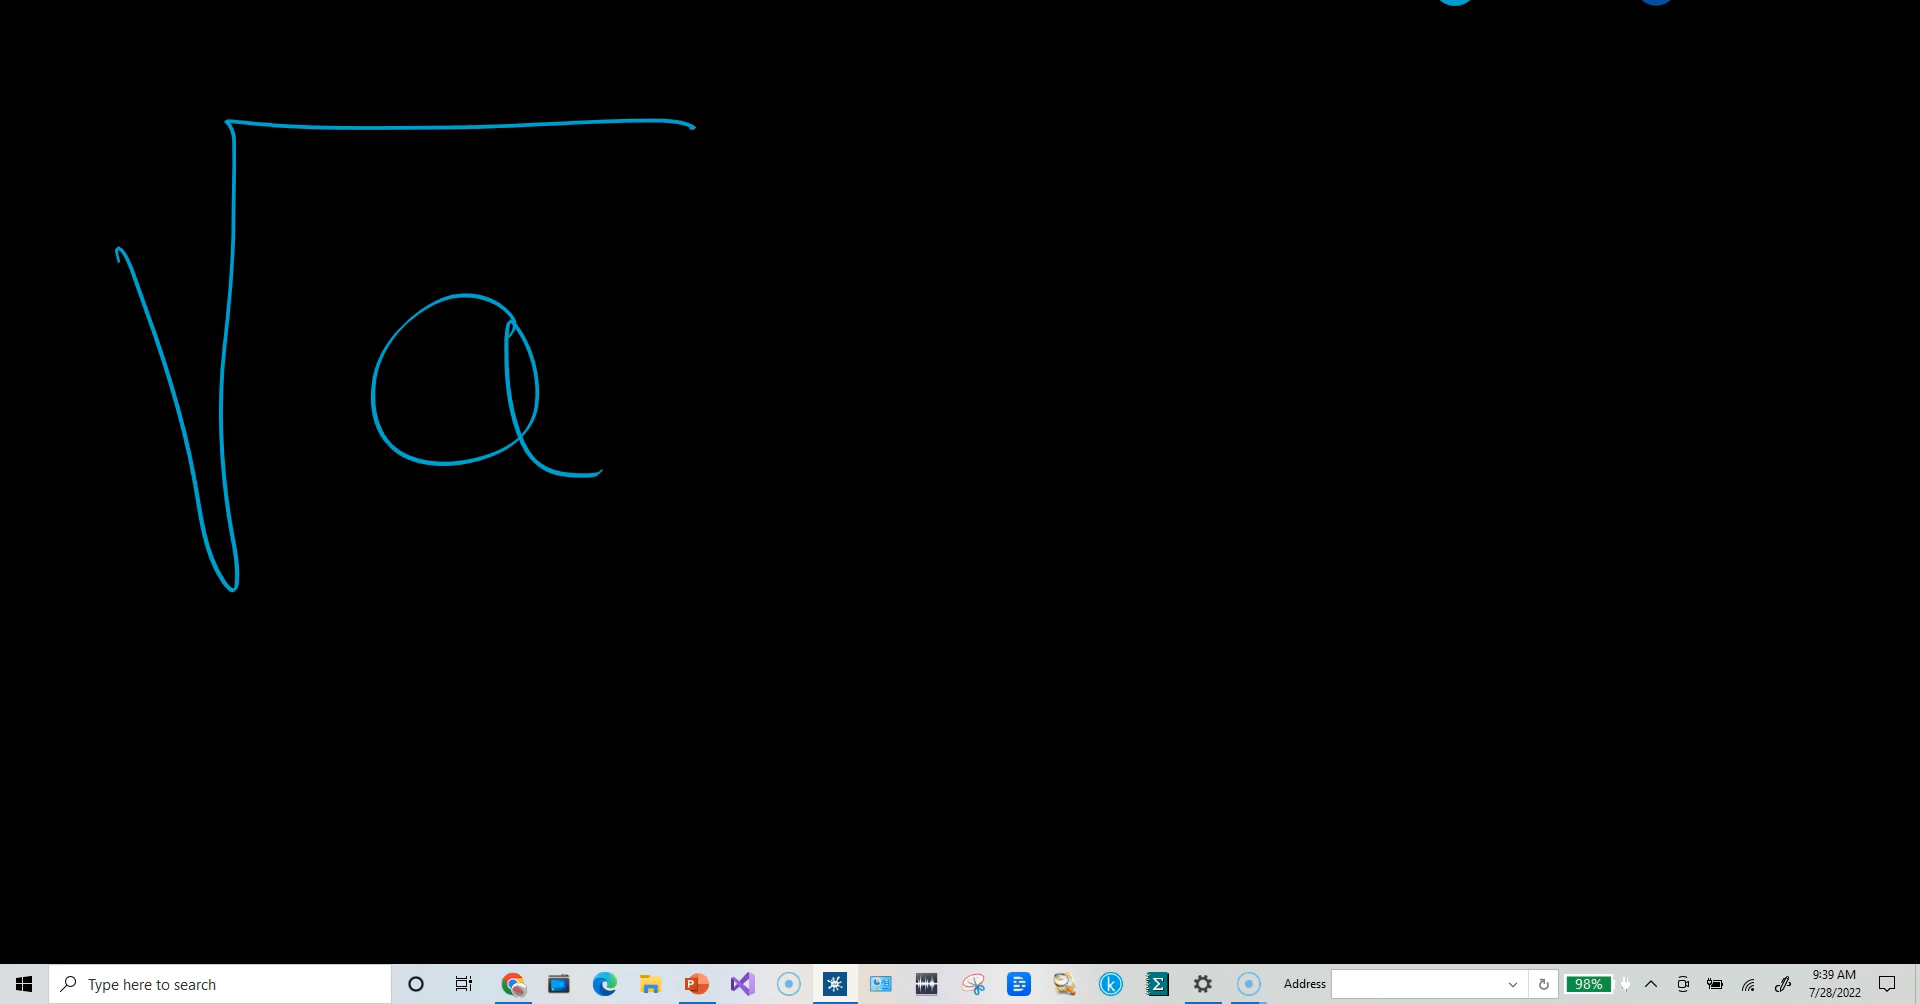 √a
Type here to search
Address
98%
9:39 AM
7/28/2022